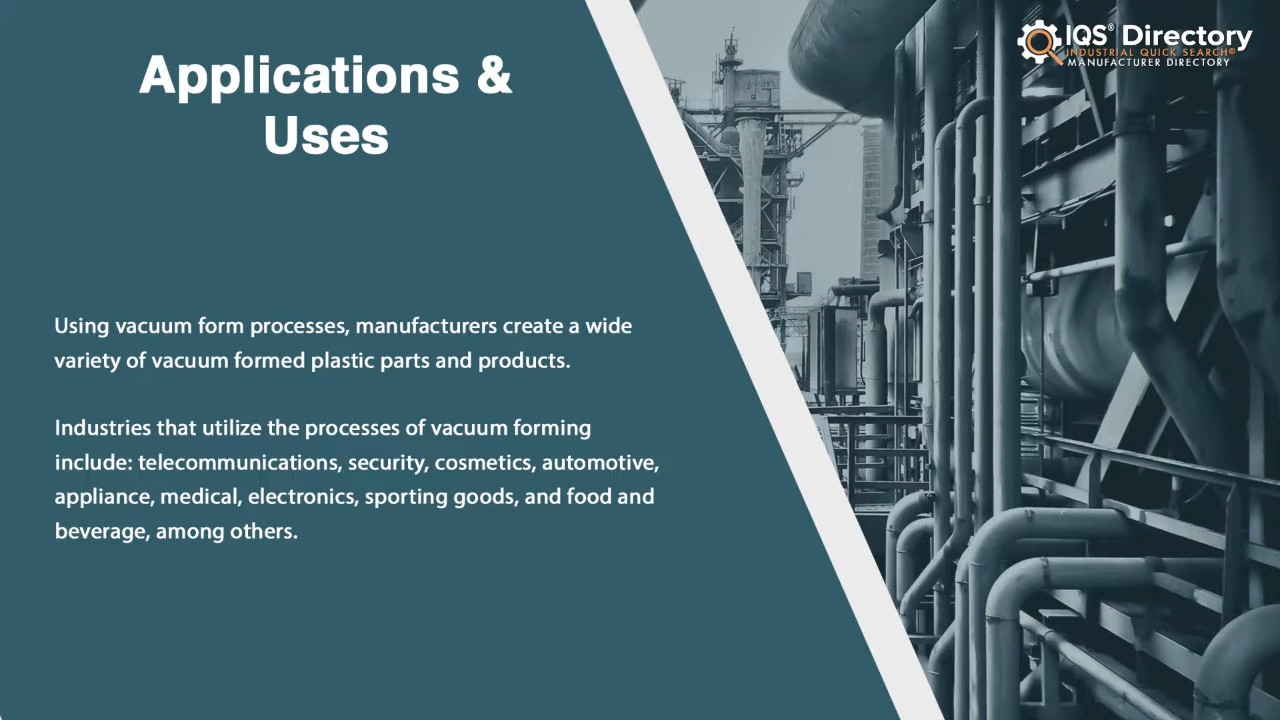 Applications &
Uses
IQS® Directory
INDUSTRIAL QUICK SEARCH®
MANUFACTURER DIRECTORY
Using vacuum form processes, manufacturers create a wide
variety of vacuum formed plastic parts and products.
Industries that utilize the processes of vacuum forming
include: telecommunications, security, cosmetics, automotive,
appliance, medical, electronics, sporting goods, and food and
beverage, among others.